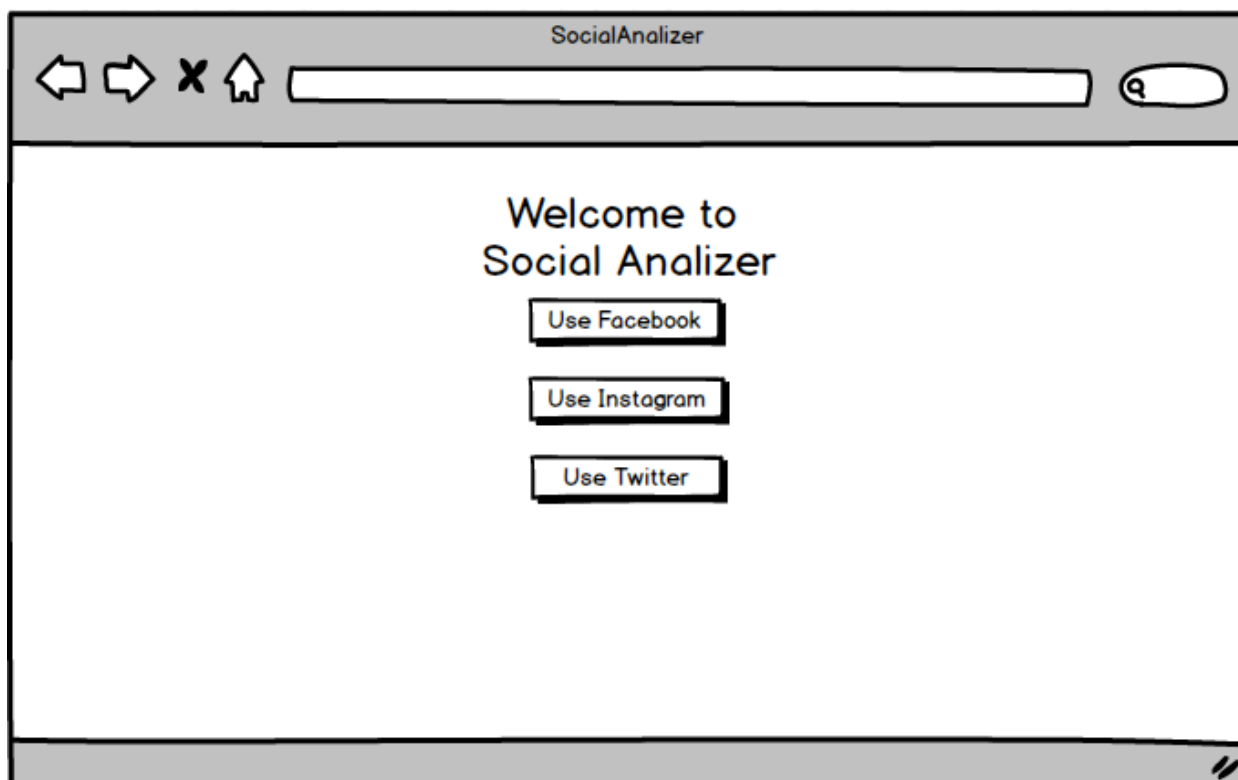 SocialAnalizer
Welcome to
Social Analizer
Use Facebook
Use Instagram
Use Twitter